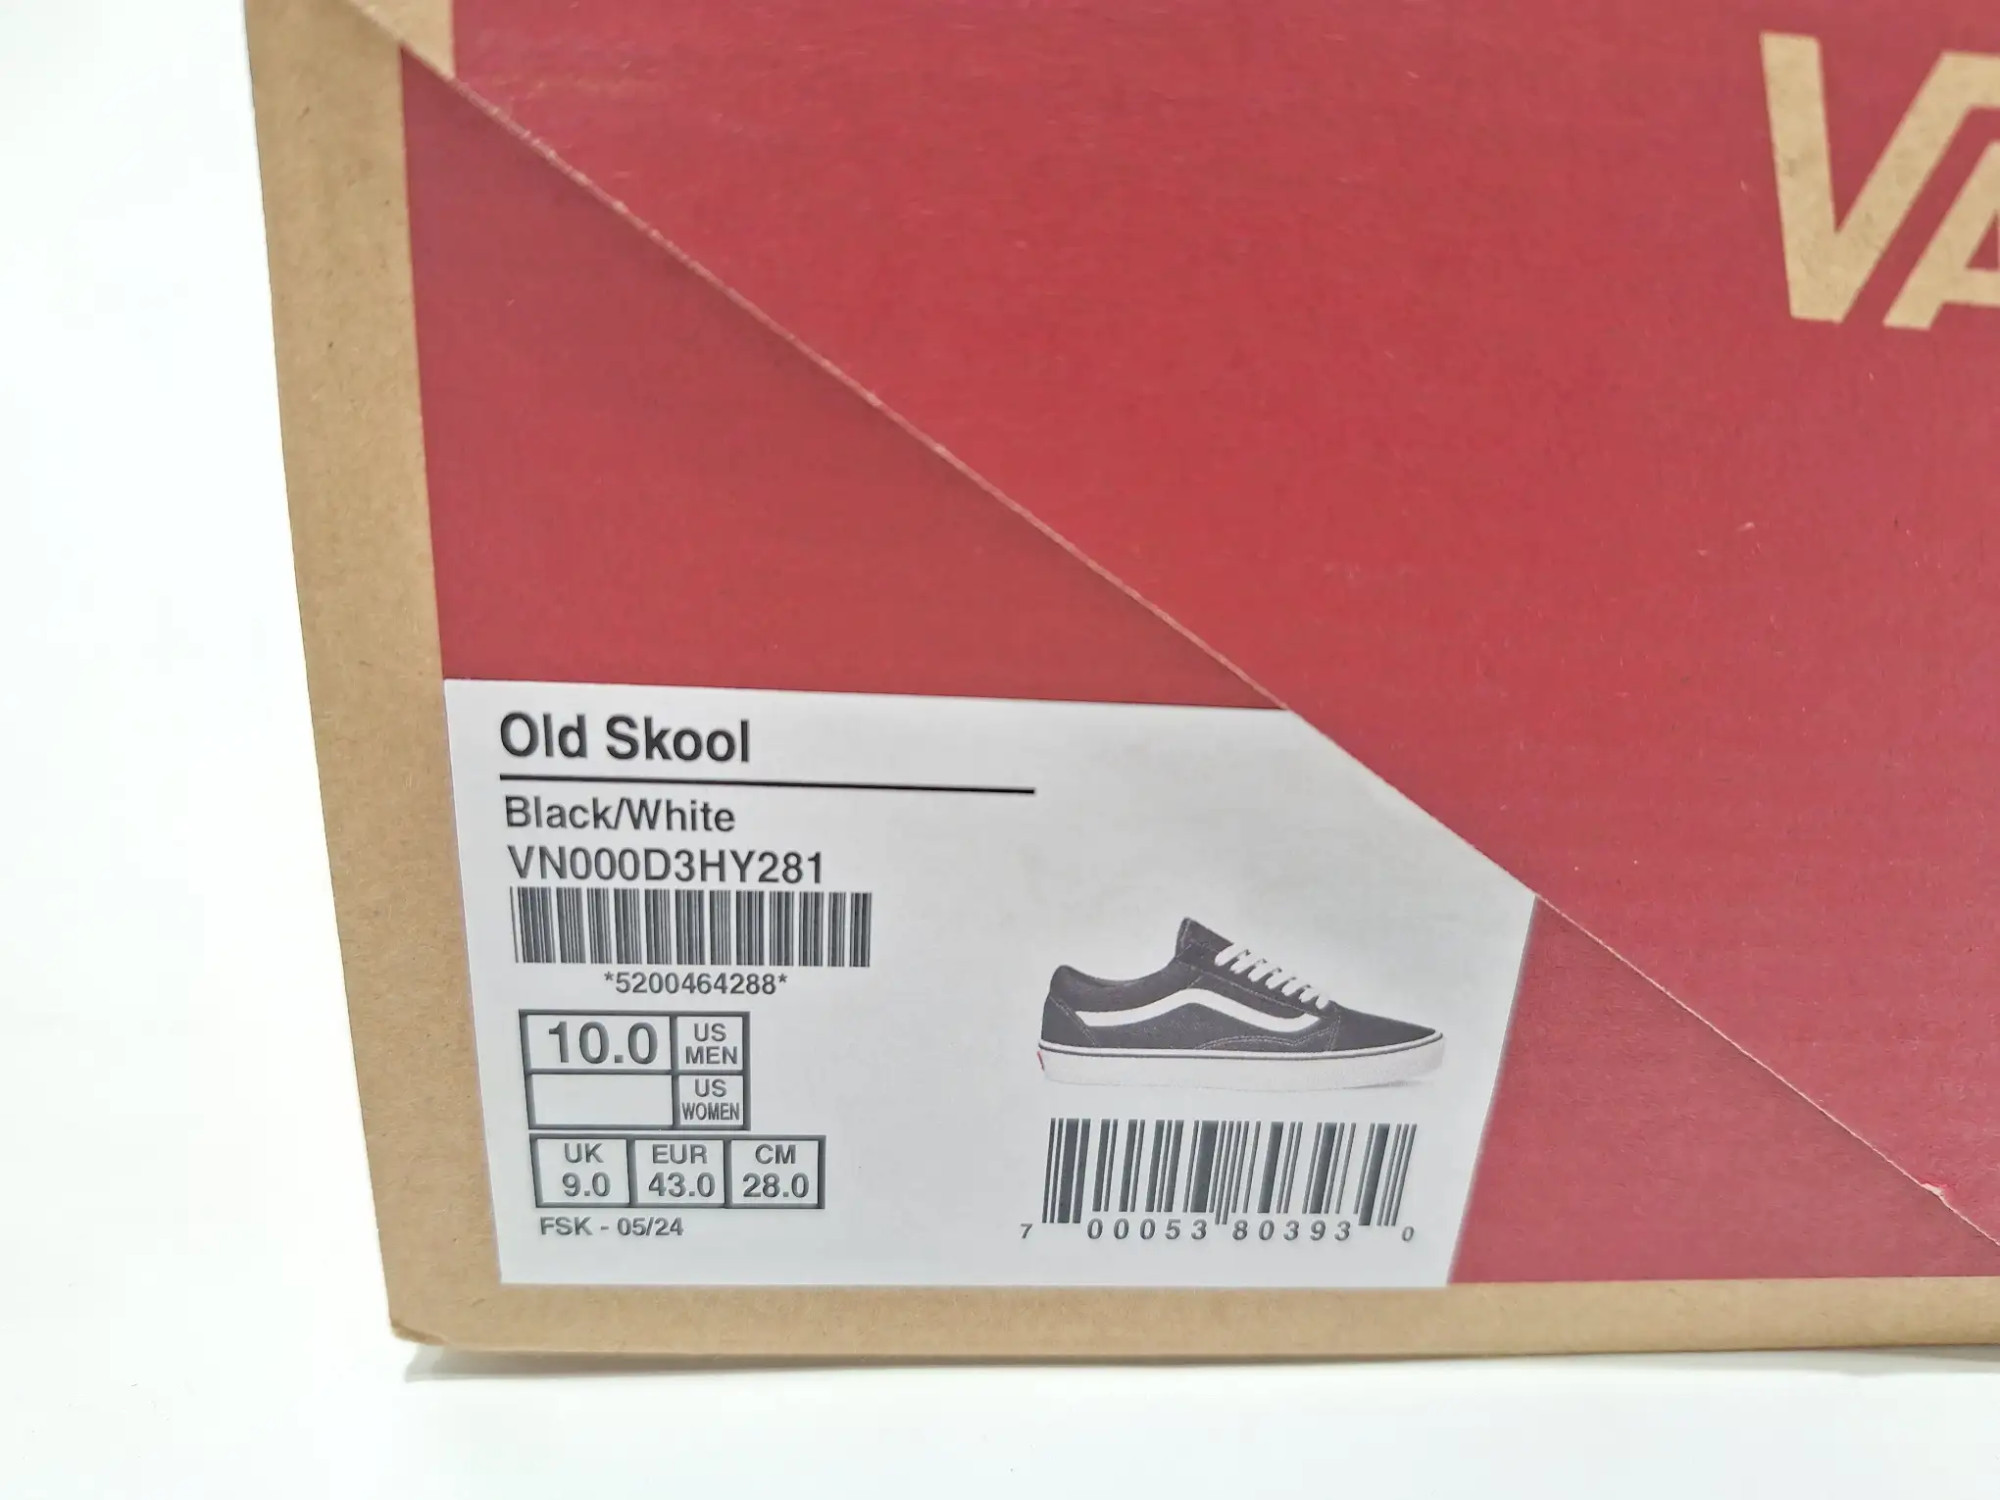 VA
Old Skool
Black/White
VN000D3HY281
*5200464288*
10.0 US MEN
US WOMEN
UK EUR CM
9.0 43.0 28.0
FSK - 05/24
7 00053 80393 0